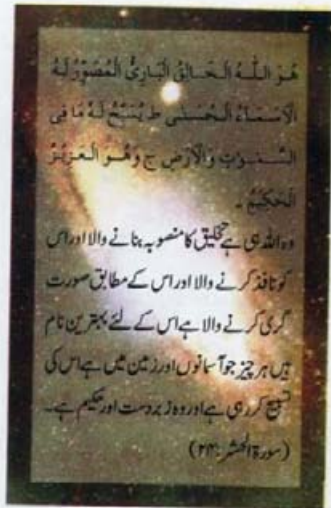 هُوَ اللّٰهُ الْخَالِقُ الْبَارِئُ الْمُصَوِّرُ لَهُ
الْاَسْمَاءُ الْحُسْنٰى ط يُسَبِّحُ لَهُ مَا فِى
السَّمٰوٰتِ وَالْاَرْضِ ج وَهُوَ الْعَزِيْزُ
الْحَكِيْمُ ۔
وہ اللہ ہی ہے تخلیق کا منصوبہ بنانے والا اور اس
کو نافذ کرنے والا اور اس کے مطابق صورت
گری کرنے والا ہے اس کے لئے بہترین نام
ہیں ہر چیز جو آسمانوں اور زمین میں ہے اس کی
تسبیح کر رہی ہے اور وہ زبردست اور حکیم ہے۔
(سورۃ الحشر:۲۴)